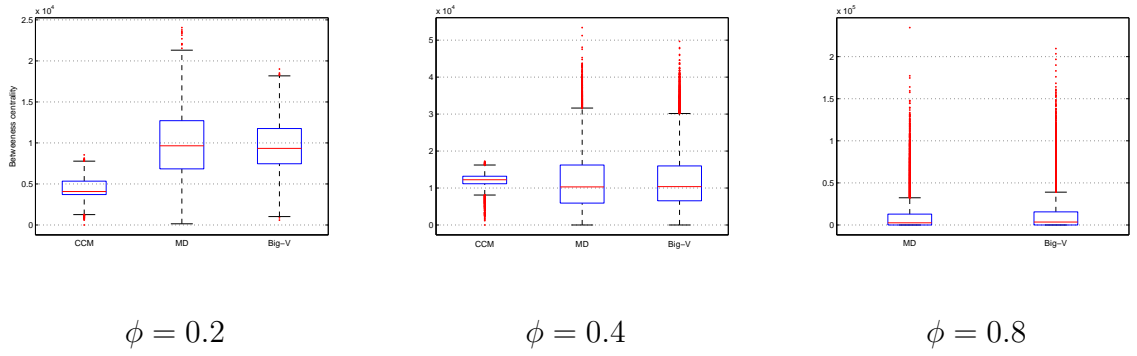 x 10^4
2.5
2
1.5
1
0.5
0
Betweeness centrality
CCM MD Big-V
ϕ = 0.2
x 10^4
5
4
3
2
1
0
CCM MD Big-V
ϕ = 0.4
x 10^5
2
1.5
1
0.5
0
MD Big-V
ϕ = 0.8